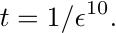 t = 1/ϵ^{10}.